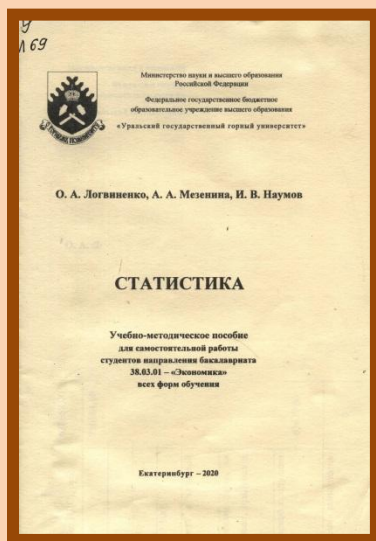 У
Л 69
Министерство науки и высшего образования
Российской Федерации
Федеральное государственное бюджетное
образовательное учреждение высшего образования
«Уральский государственный горный университет»
О. А. Логвиненко, А. А. Мезенина, И. В. Наумов
СТАТИСТИКА
Учебно-методическое пособие
для самостоятельной работы
студентов направления бакалавриата
38.03.01 – «Экономика»
всех форм обучения
Екатеринбург – 2020